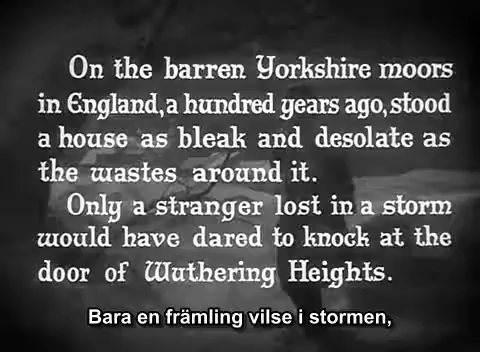 On the barren Yorkshire moors
in England, a hundred years ago, stood
a house as bleak and desolate as
the wastes around it.
Only a stranger lost in a storm
would have dared to knock at the
door of Wuthering Heights.
Bara en främling vilse i stormen,